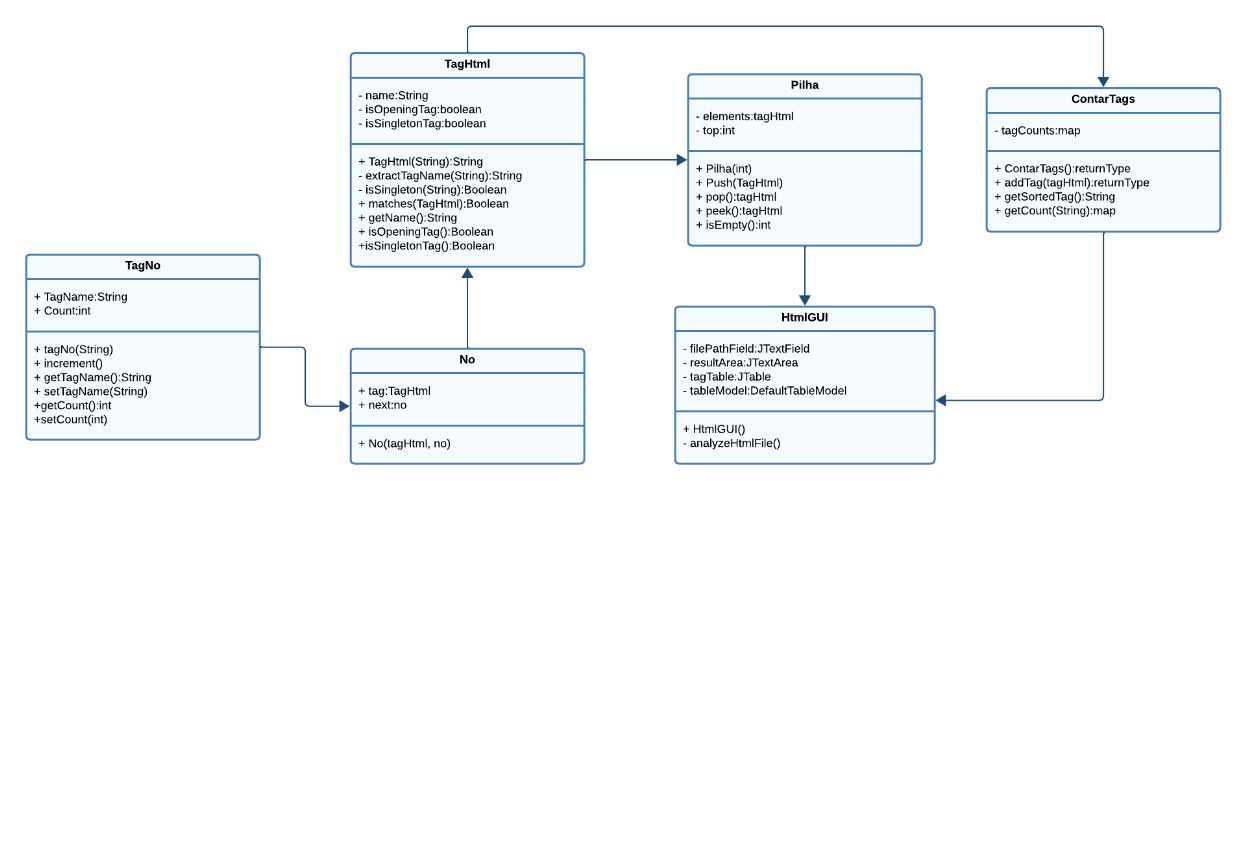 TagHtml
- name:String
- isOpeningTag:boolean
- isSingletonTag:boolean
+ TagHtml(String):String
- extractTagName(String):String
- isSingleton(String):Boolean
+ matches(TagHtml):Boolean
+ getName():String
+ isOpeningTag():Boolean
+isSingletonTag():Boolean
Pilha
- elements:tagHtml
- top:int
+ Pilha(int)
+ Push(TagHtml)
+ pop():tagHtml
+ peek():tagHtml
+ isEmpty():int
ContarTags
- tagCounts:map
+ ContarTags():returnType
+ addTag(tagHtml):returnType
+ getSortedTag():String
+ getCount(String):map
TagNo
+ TagName:String
+ Count:int
+ tagNo(String)
+ increment()
+ getTagName():String
+ setTagName(String)
+getCount():int
+setCount(int)
No
+ tag:TagHtml
+ next:no
+ No(tagHtml, no)
HtmlGUI
- filePathField:JTextField
- resultArea:JTextArea
- tagTable:JTable
- tableModel:DefaultTableModel
+ HtmlGUI()
- analyzeHtmlFile()